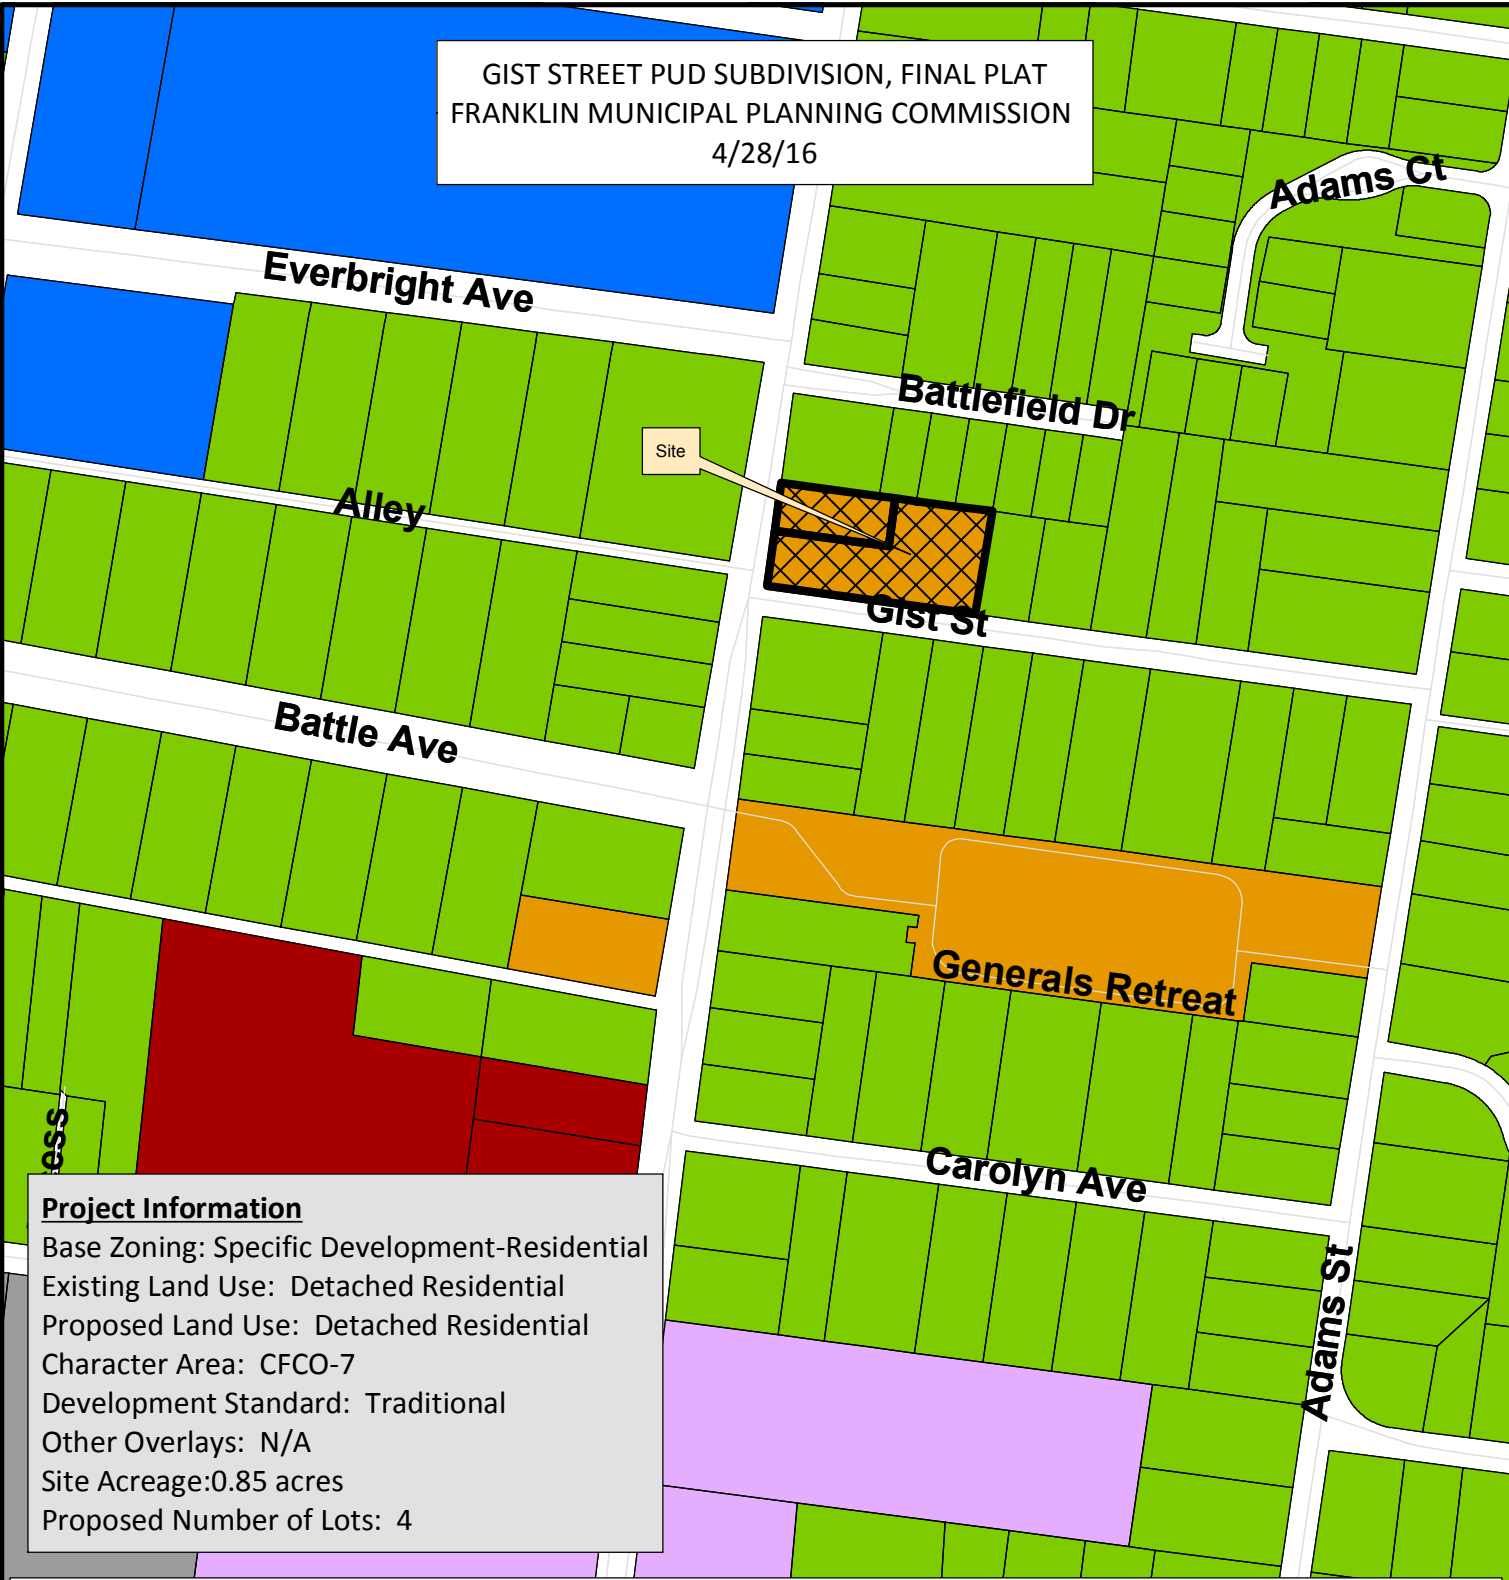 GIST STREET PUD SUBDIVISION, FINAL PLAT
FRANKLIN MUNICIPAL PLANNING COMMISSION
4/28/16
Adams Ct
Everbright Ave
Battlefield Dr
Site
Alley
Gist St
Battle Ave
Generals Retreat
ess
Carolyn Ave
Adams St
Project Information
Base Zoning: Specific Development-Residential
Existing Land Use: Detached Residential
Proposed Land Use: Detached Residential
Character Area: CFCO-7
Development Standard: Traditional
Other Overlays: N/A
Site Acreage:0.85 acres
Proposed Number of Lots: 4